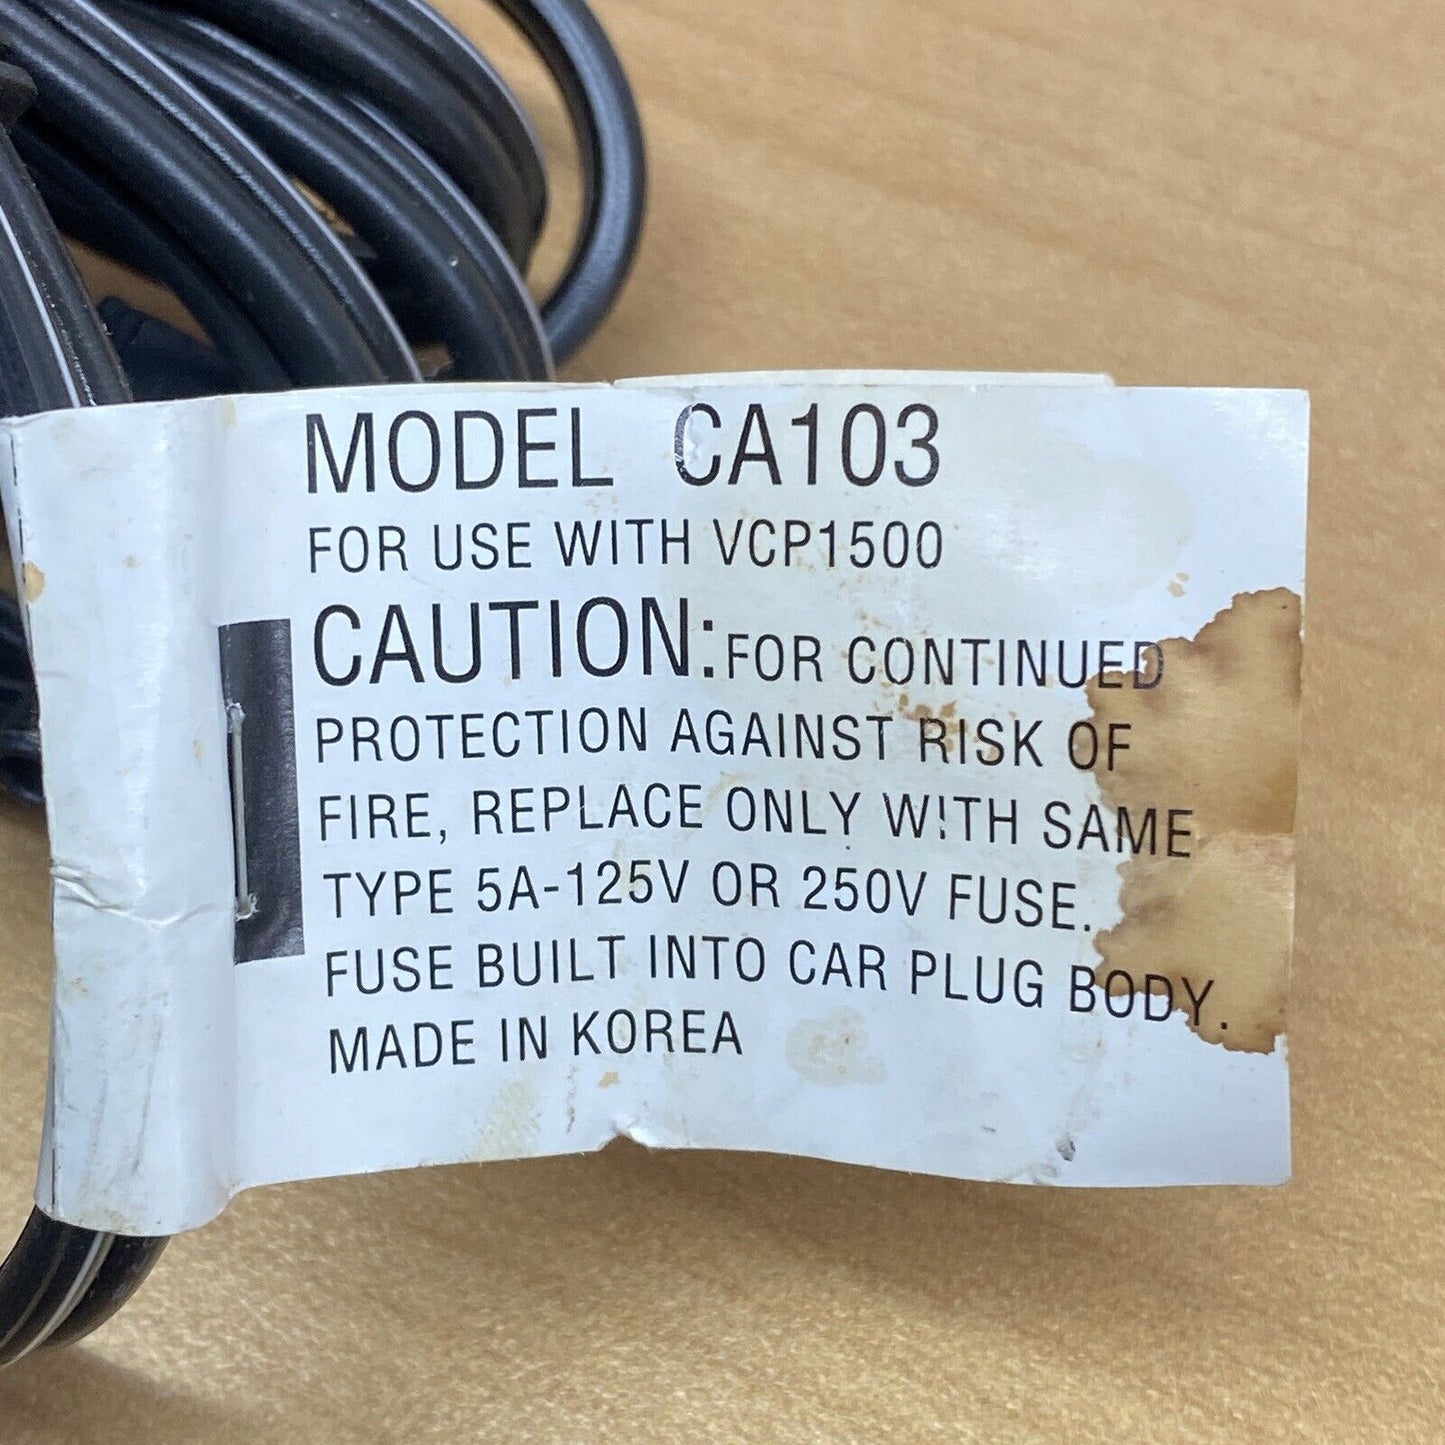 MODEL CA103
FOR USE WITH VCP1500
CAUTION: FOR CONTINUED
PROTECTION AGAINST RISK OF
FIRE, REPLACE ONLY WITH SAME
TYPE 5A-125V OR 250V FUSE.
FUSE BUILT INTO CAR PLUG BODY.
MADE IN KOREA